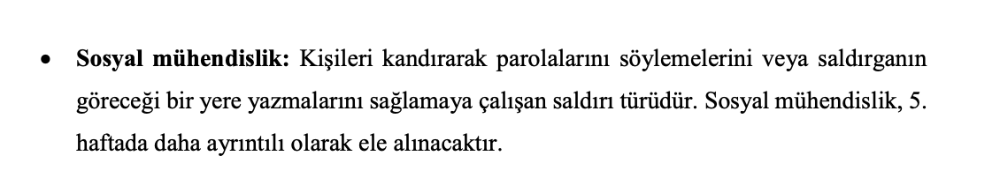 • Sosyal mühendislik: Kişileri kandırarak parolalarını söylemelerini veya saldırganın
göreceği bir yere yazmalarını sağlamaya çalışan saldırı türüdür. Sosyal mühendislik, 5.
haftada daha ayrıntılı olarak ele alınacaktır.